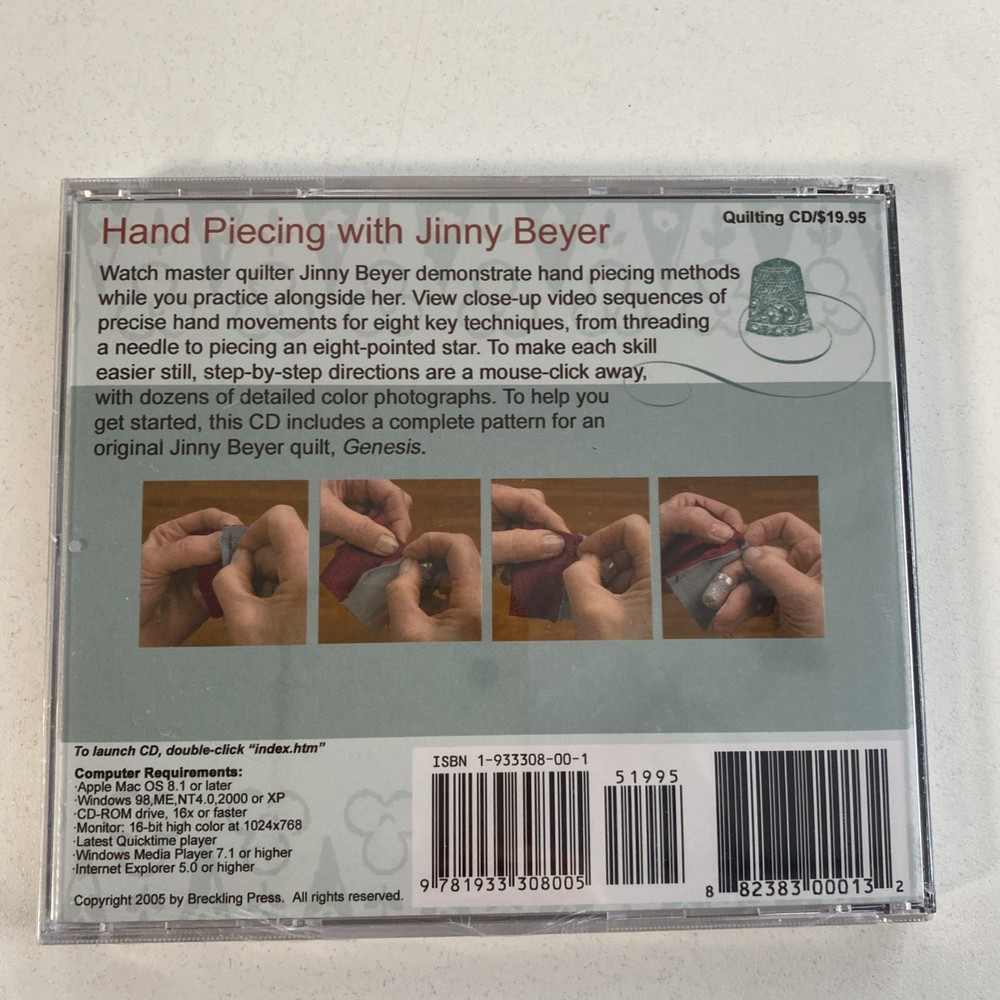 Hand Piecing with Jinny Beyer
Quilting CD/$19.95
Watch master quilter Jinny Beyer demonstrate hand piecing methods
while you practice alongside her. View close-up video sequences of
precise hand movements for eight key techniques, from threading
a needle to piecing an eight-pointed star. To make each skill
easier still, step-by-step directions are a mouse-click away,
with dozens of detailed color photographs. To help you
get started, this CD includes a complete pattern for an
original Jinny Beyer quilt, Genesis.
To launch CD, double-click “index.htm”
Computer Requirements:
·Apple Mac OS 8.1 or later
·Windows 98,ME,NT4.0,2000 or XP
·CD-ROM drive, 16x or faster
·Monitor: 16-bit high color at 1024x768
·Latest Quicktime player
·Windows Media Player 7.1 or higher
·Internet Explorer 5.0 or higher
Copyright 2005 by Breckling Press. All rights reserved.
ISBN 1-933308-00-1
51995
9 781933 308005
8 82383 00013 2